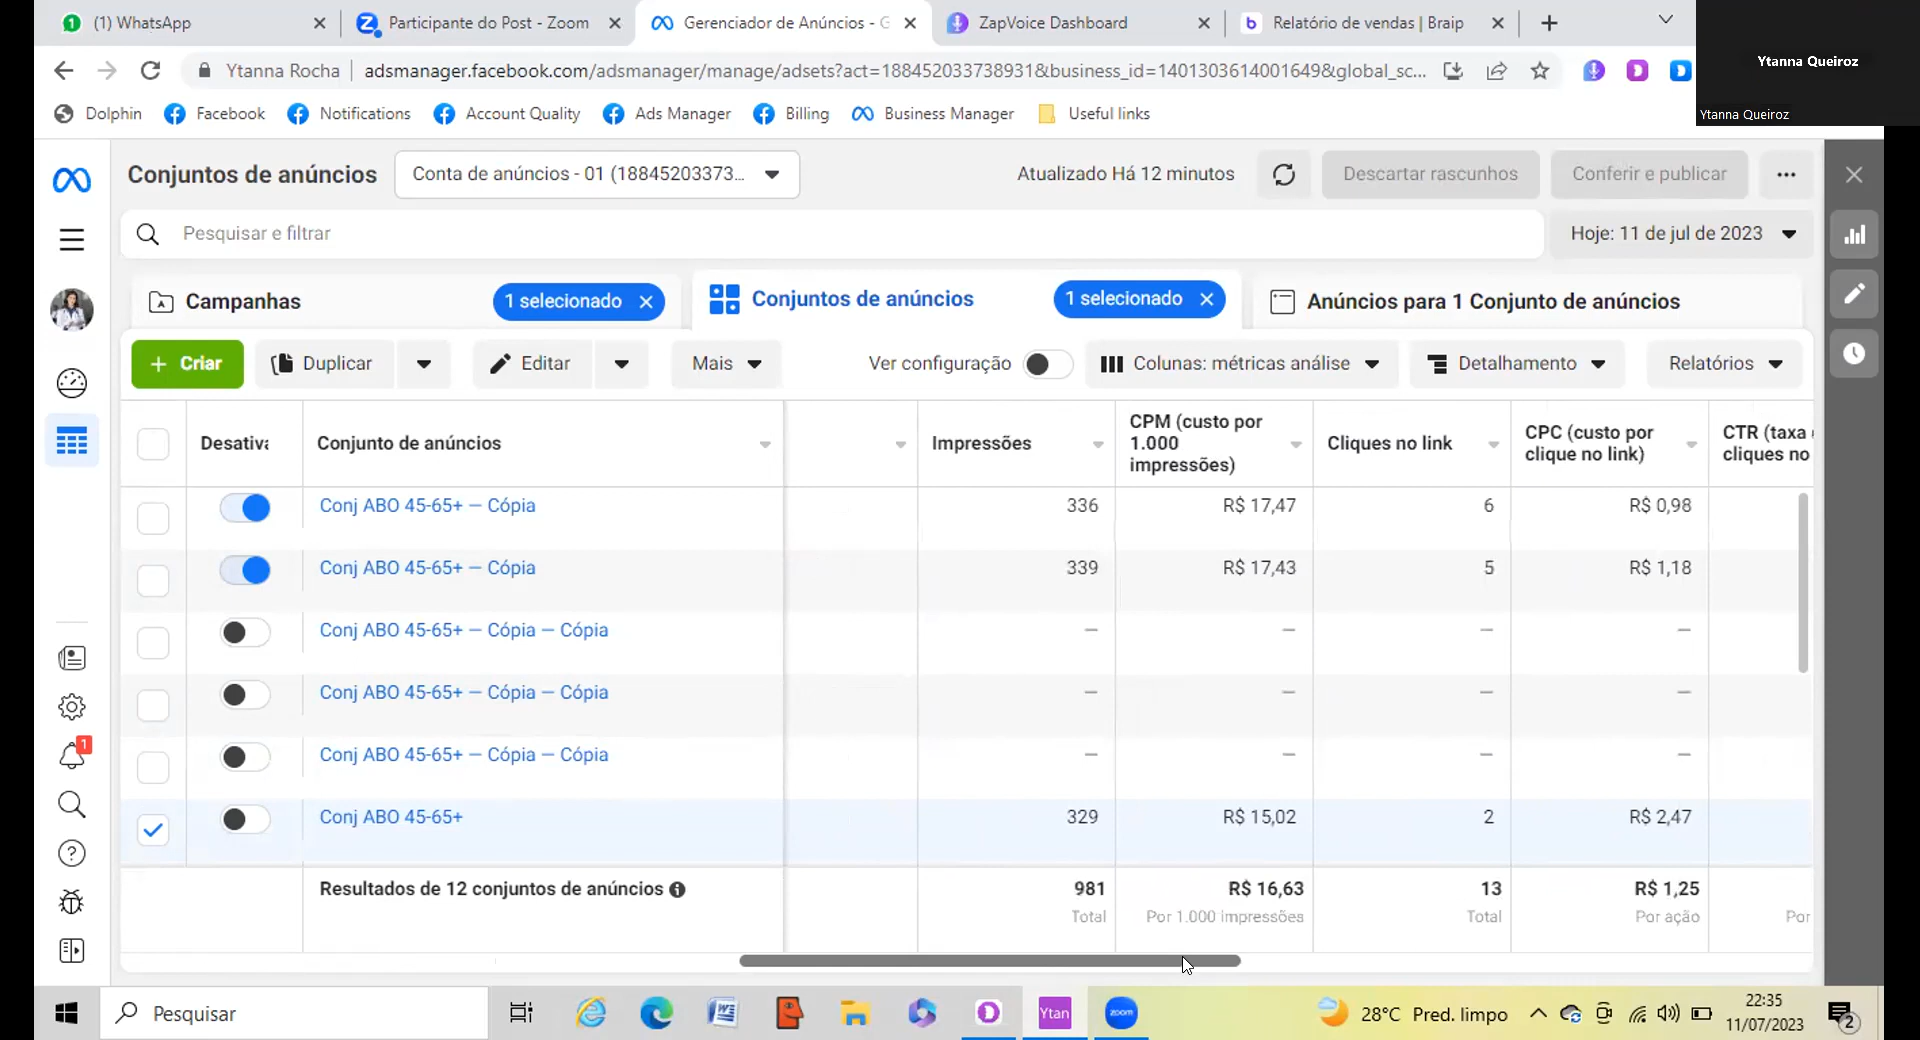 (1) WhatsApp
Participante do Post - Zoom
Gerenciador de Anúncios - G
ZapVoice Dashboard
Relatório de vendas | Braip
Ytanna Queiroz
Ytanna Rocha
adsmanager.facebook.com/adsmanager/manage/adsets?act=188452033738931&business_id=1401303614001649&global_sc...
Dolphin
Facebook
Notifications
Account Quality
Ads Manager
Billing
Business Manager
Useful links
Ytanna Queiroz
Conjuntos de anúncios
Conta de anúncios - 01 (18845203373...
Atualizado Há 12 minutos
Descartar rascunhos
Conferir e publicar
Pesquisar e filtrar
Hoje: 11 de jul de 2023
Campanhas
1 selecionado
Conjuntos de anúncios
1 selecionado
Anúncios para 1 Conjunto de anúncios
+ Criar
Duplicar
Editar
Mais
Ver configuração
Colunas: métricas análise
Detalhamento
Relatórios
Desativa
Conjunto de anúncios
Impressões
CPM (custo por
1.000
impressões)
Cliques no link
CPC (custo por
clique no link)
CTR (taxa
cliques no
Conj ABO 45-65+ — Cópia
336
R$ 17,47
6
R$ 0,98
Conj ABO 45-65+ — Cópia
339
R$ 17,43
5
R$ 1,18
Conj ABO 45-65+ — Cópia — Cópia
—
—
—
—
Conj ABO 45-65+ — Cópia — Cópia
—
—
—
—
Conj ABO 45-65+ — Cópia — Cópia
—
—
—
—
Conj ABO 45-65+
329
R$ 15,02
2
R$ 2,47
Resultados de 12 conjuntos de anúncios
981
R$ 16,63
13
R$ 1,25
Total
Por 1.000 impressões
Total
Por ação
Por
1
Pesquisar
Ytan
zoom
28°C Pred. limpo
22:35
11/07/2023
2